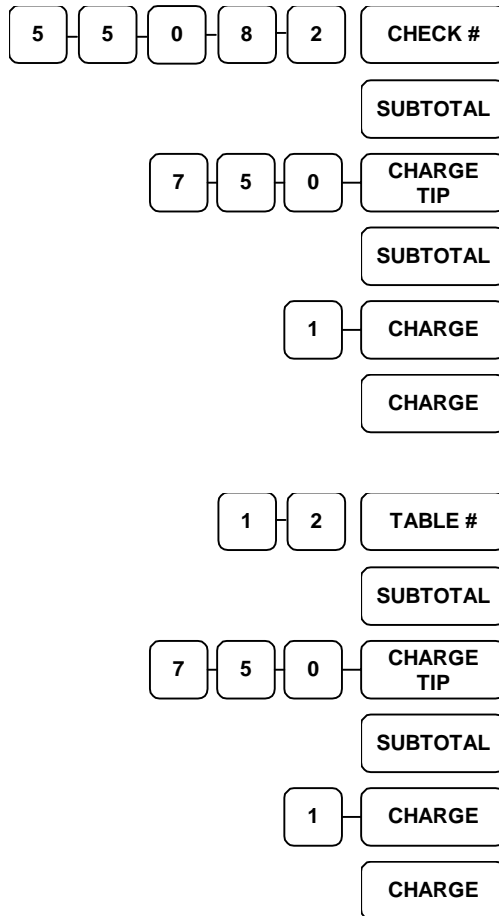 5 5 0 8 2 CHECK #
SUBTOTAL
7 5 0 CHARGE
TIP
SUBTOTAL
1 CHARGE
CHARGE
1 2 TABLE #
SUBTOTAL
7 5 0 CHARGE
TIP
SUBTOTAL
1 CHARGE
CHARGE